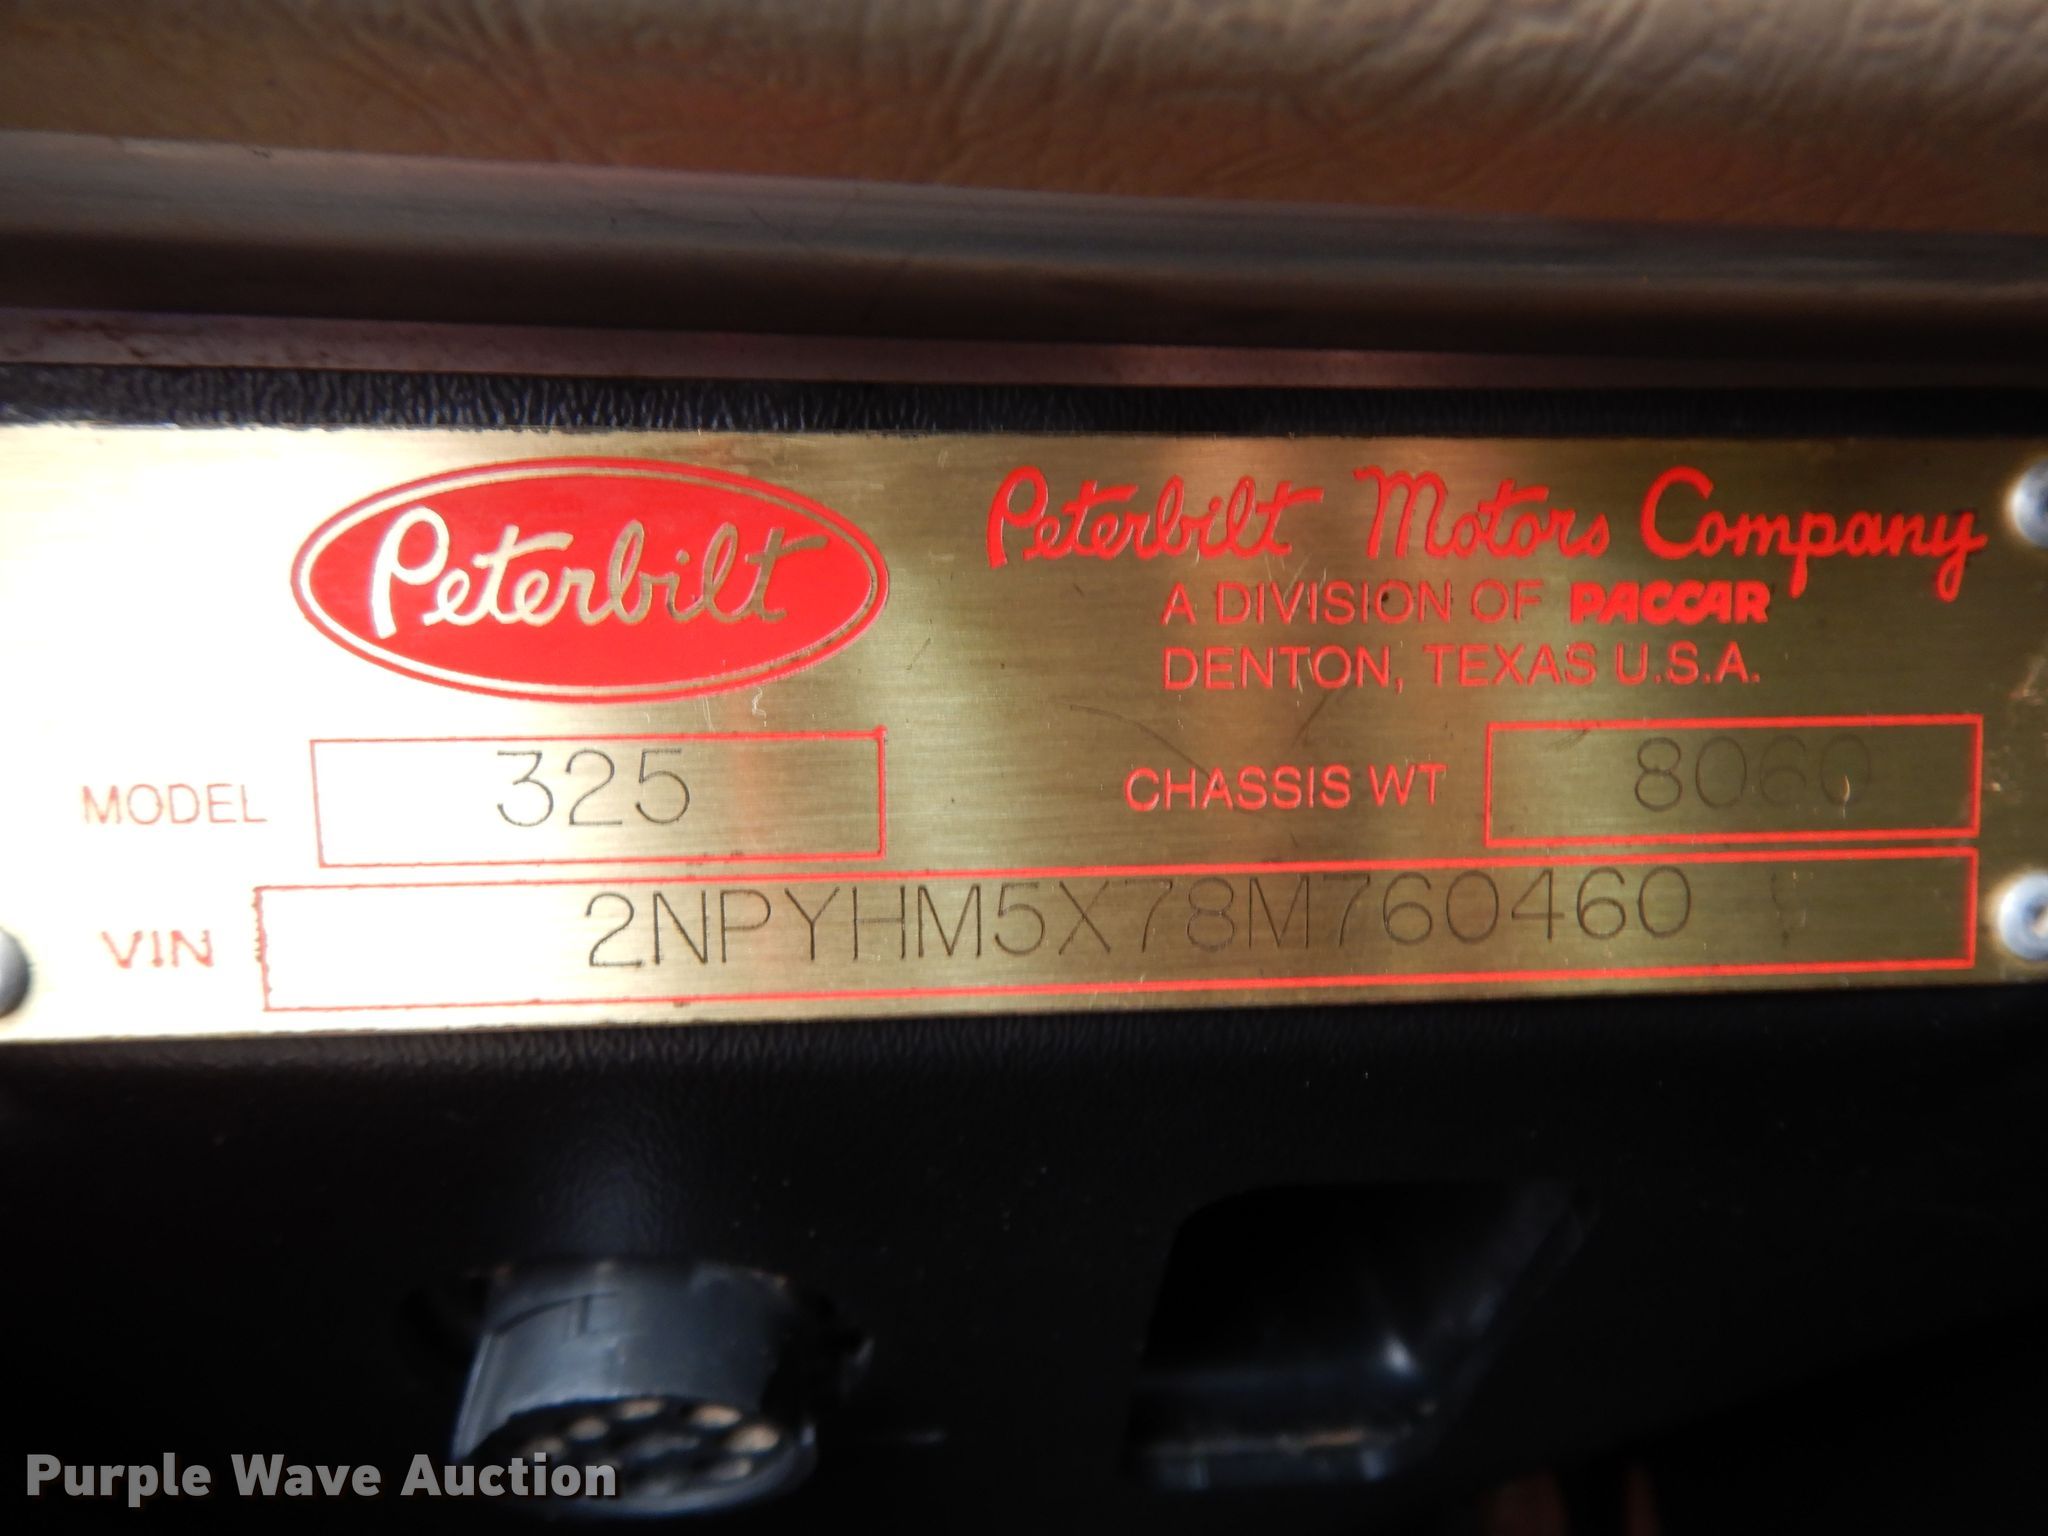 Peterbilt
Peterbilt Motors Company
A DIVISION OF PACCAR
DENTON, TEXAS U.S.A.
MODEL 325
CHASSIS WT 8060
VIN 2NPYHM5X78M760460
Purple Wave Auction